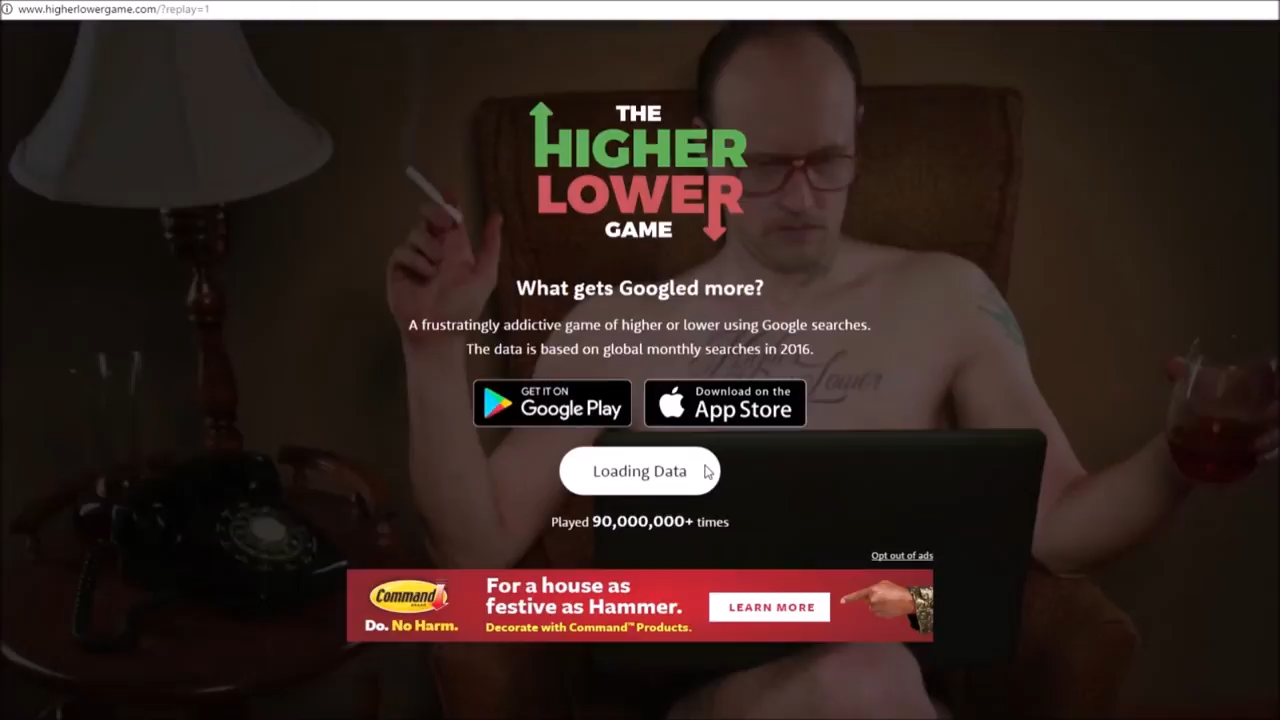 www.higherlowergame.com/?replay=1
THE
HIGHER
LOWER
GAME
What gets Googled more?
A frustratingly addictive game of higher or lower using Google searches.
The data is based on global monthly searches in 2016.
GET IT ON
Google Play
Download on the
App Store
Loading Data
Played 90,000,000+ times
Opt out of ads
Command
BRAND
Do. No Harm.
For a house as
festive as Hammer.
Decorate with Command™ Products.
LEARN MORE